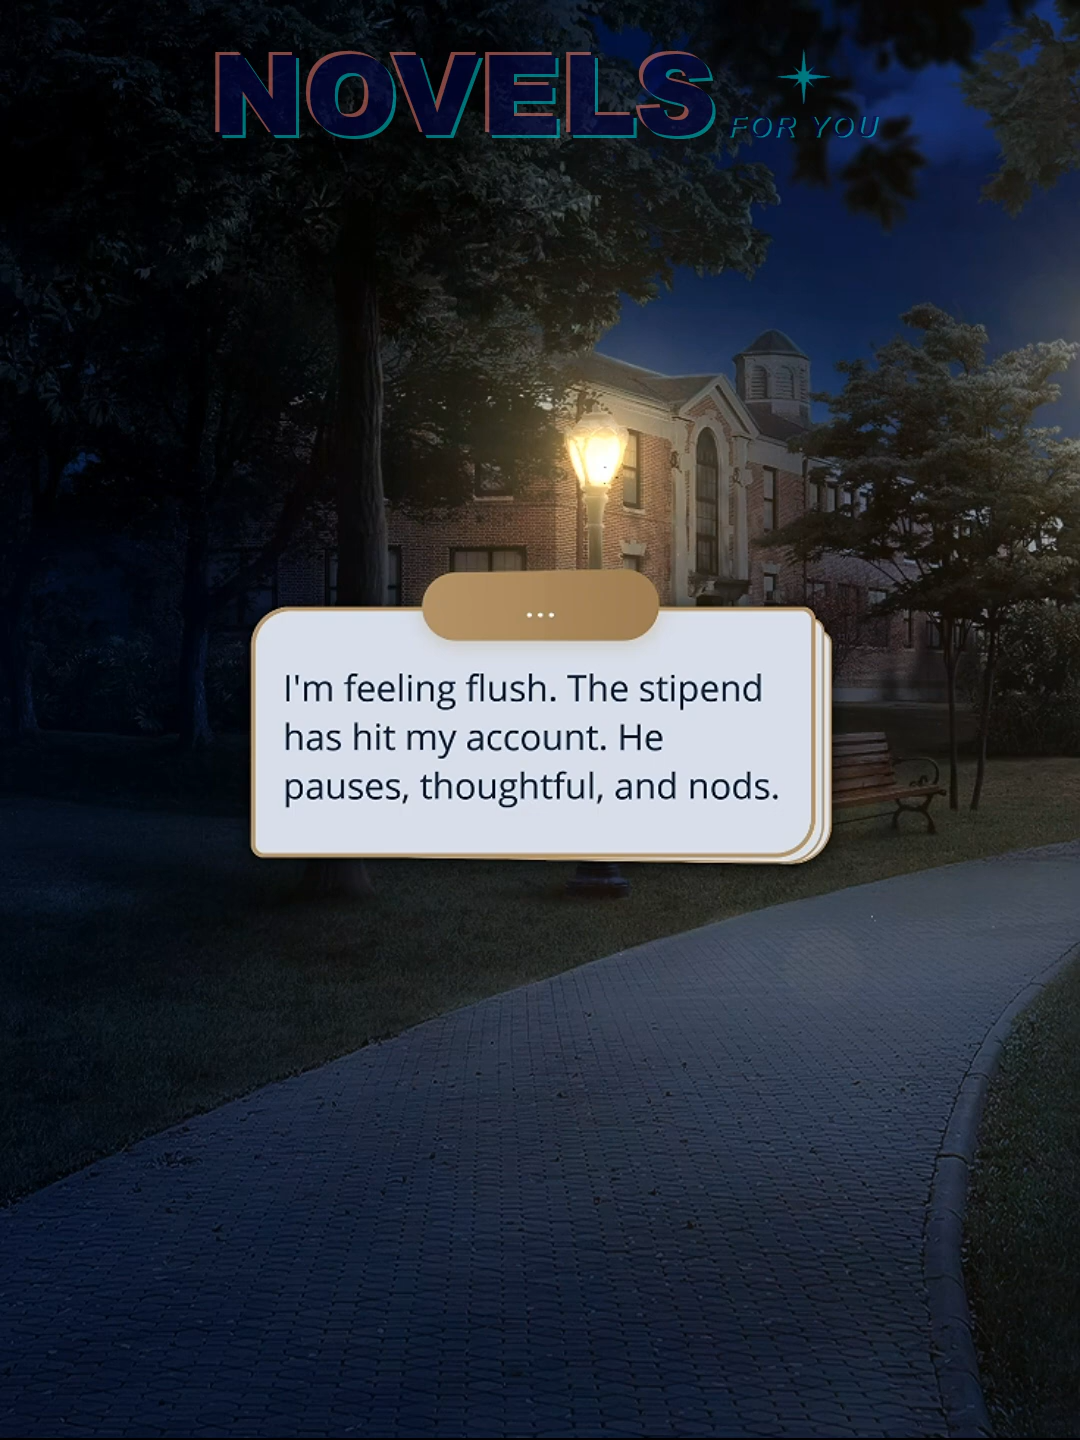 NOVELS
FOR YOU
...
I'm feeling flush. The stipend
has hit my account. He
pauses, thoughtful, and nods.